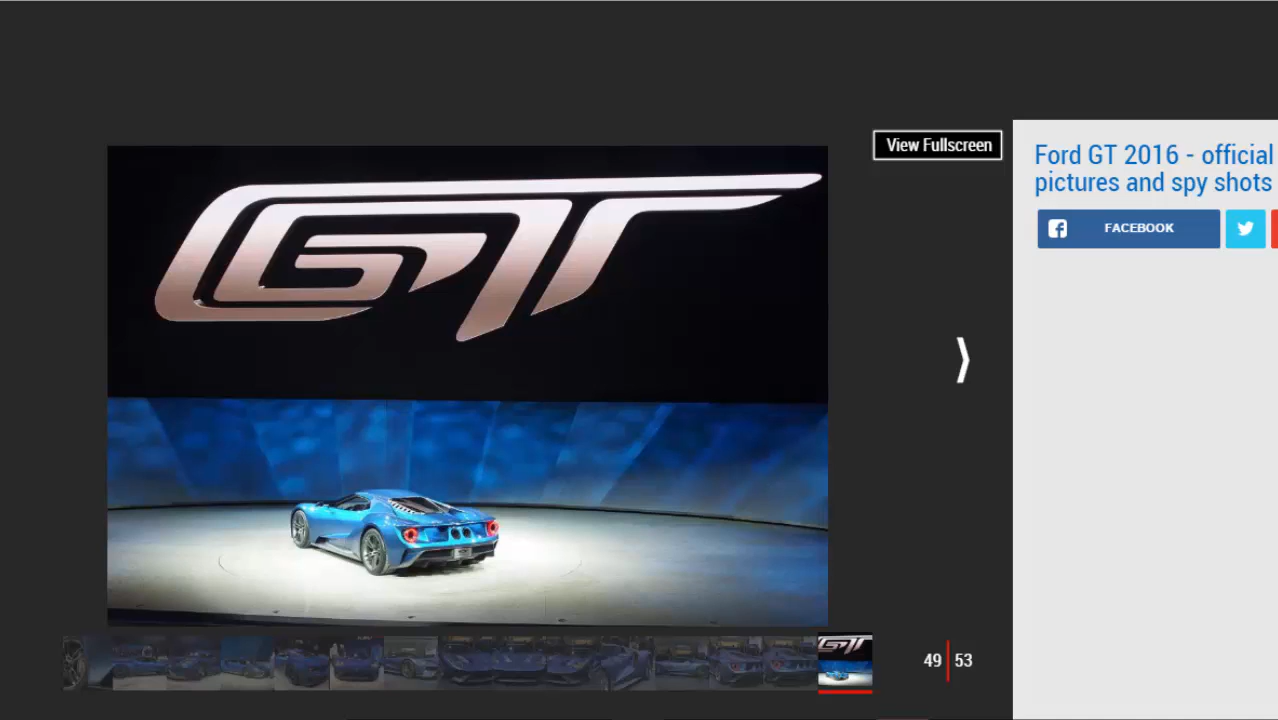 GT
View Fullscreen
Ford GT 2016 - official
pictures and spy shots
FACEBOOK
49 53